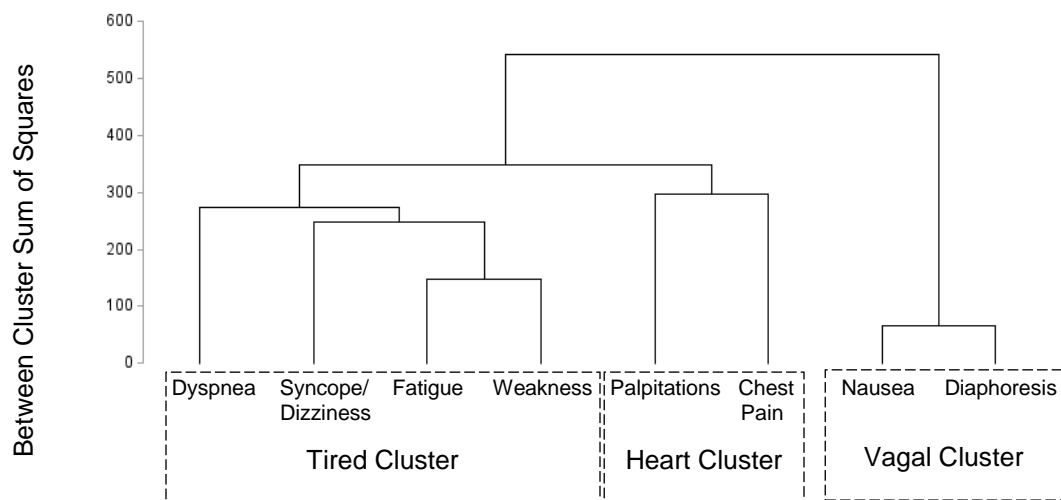 Between Cluster Sum of Squares
600
500
400
300
200
100
0
Dyspnea
Syncope/
Dizziness
Fatigue
Weakness
Palpitations
Chest
Pain
Nausea
Diaphoresis
Tired Cluster
Heart Cluster
Vagal Cluster